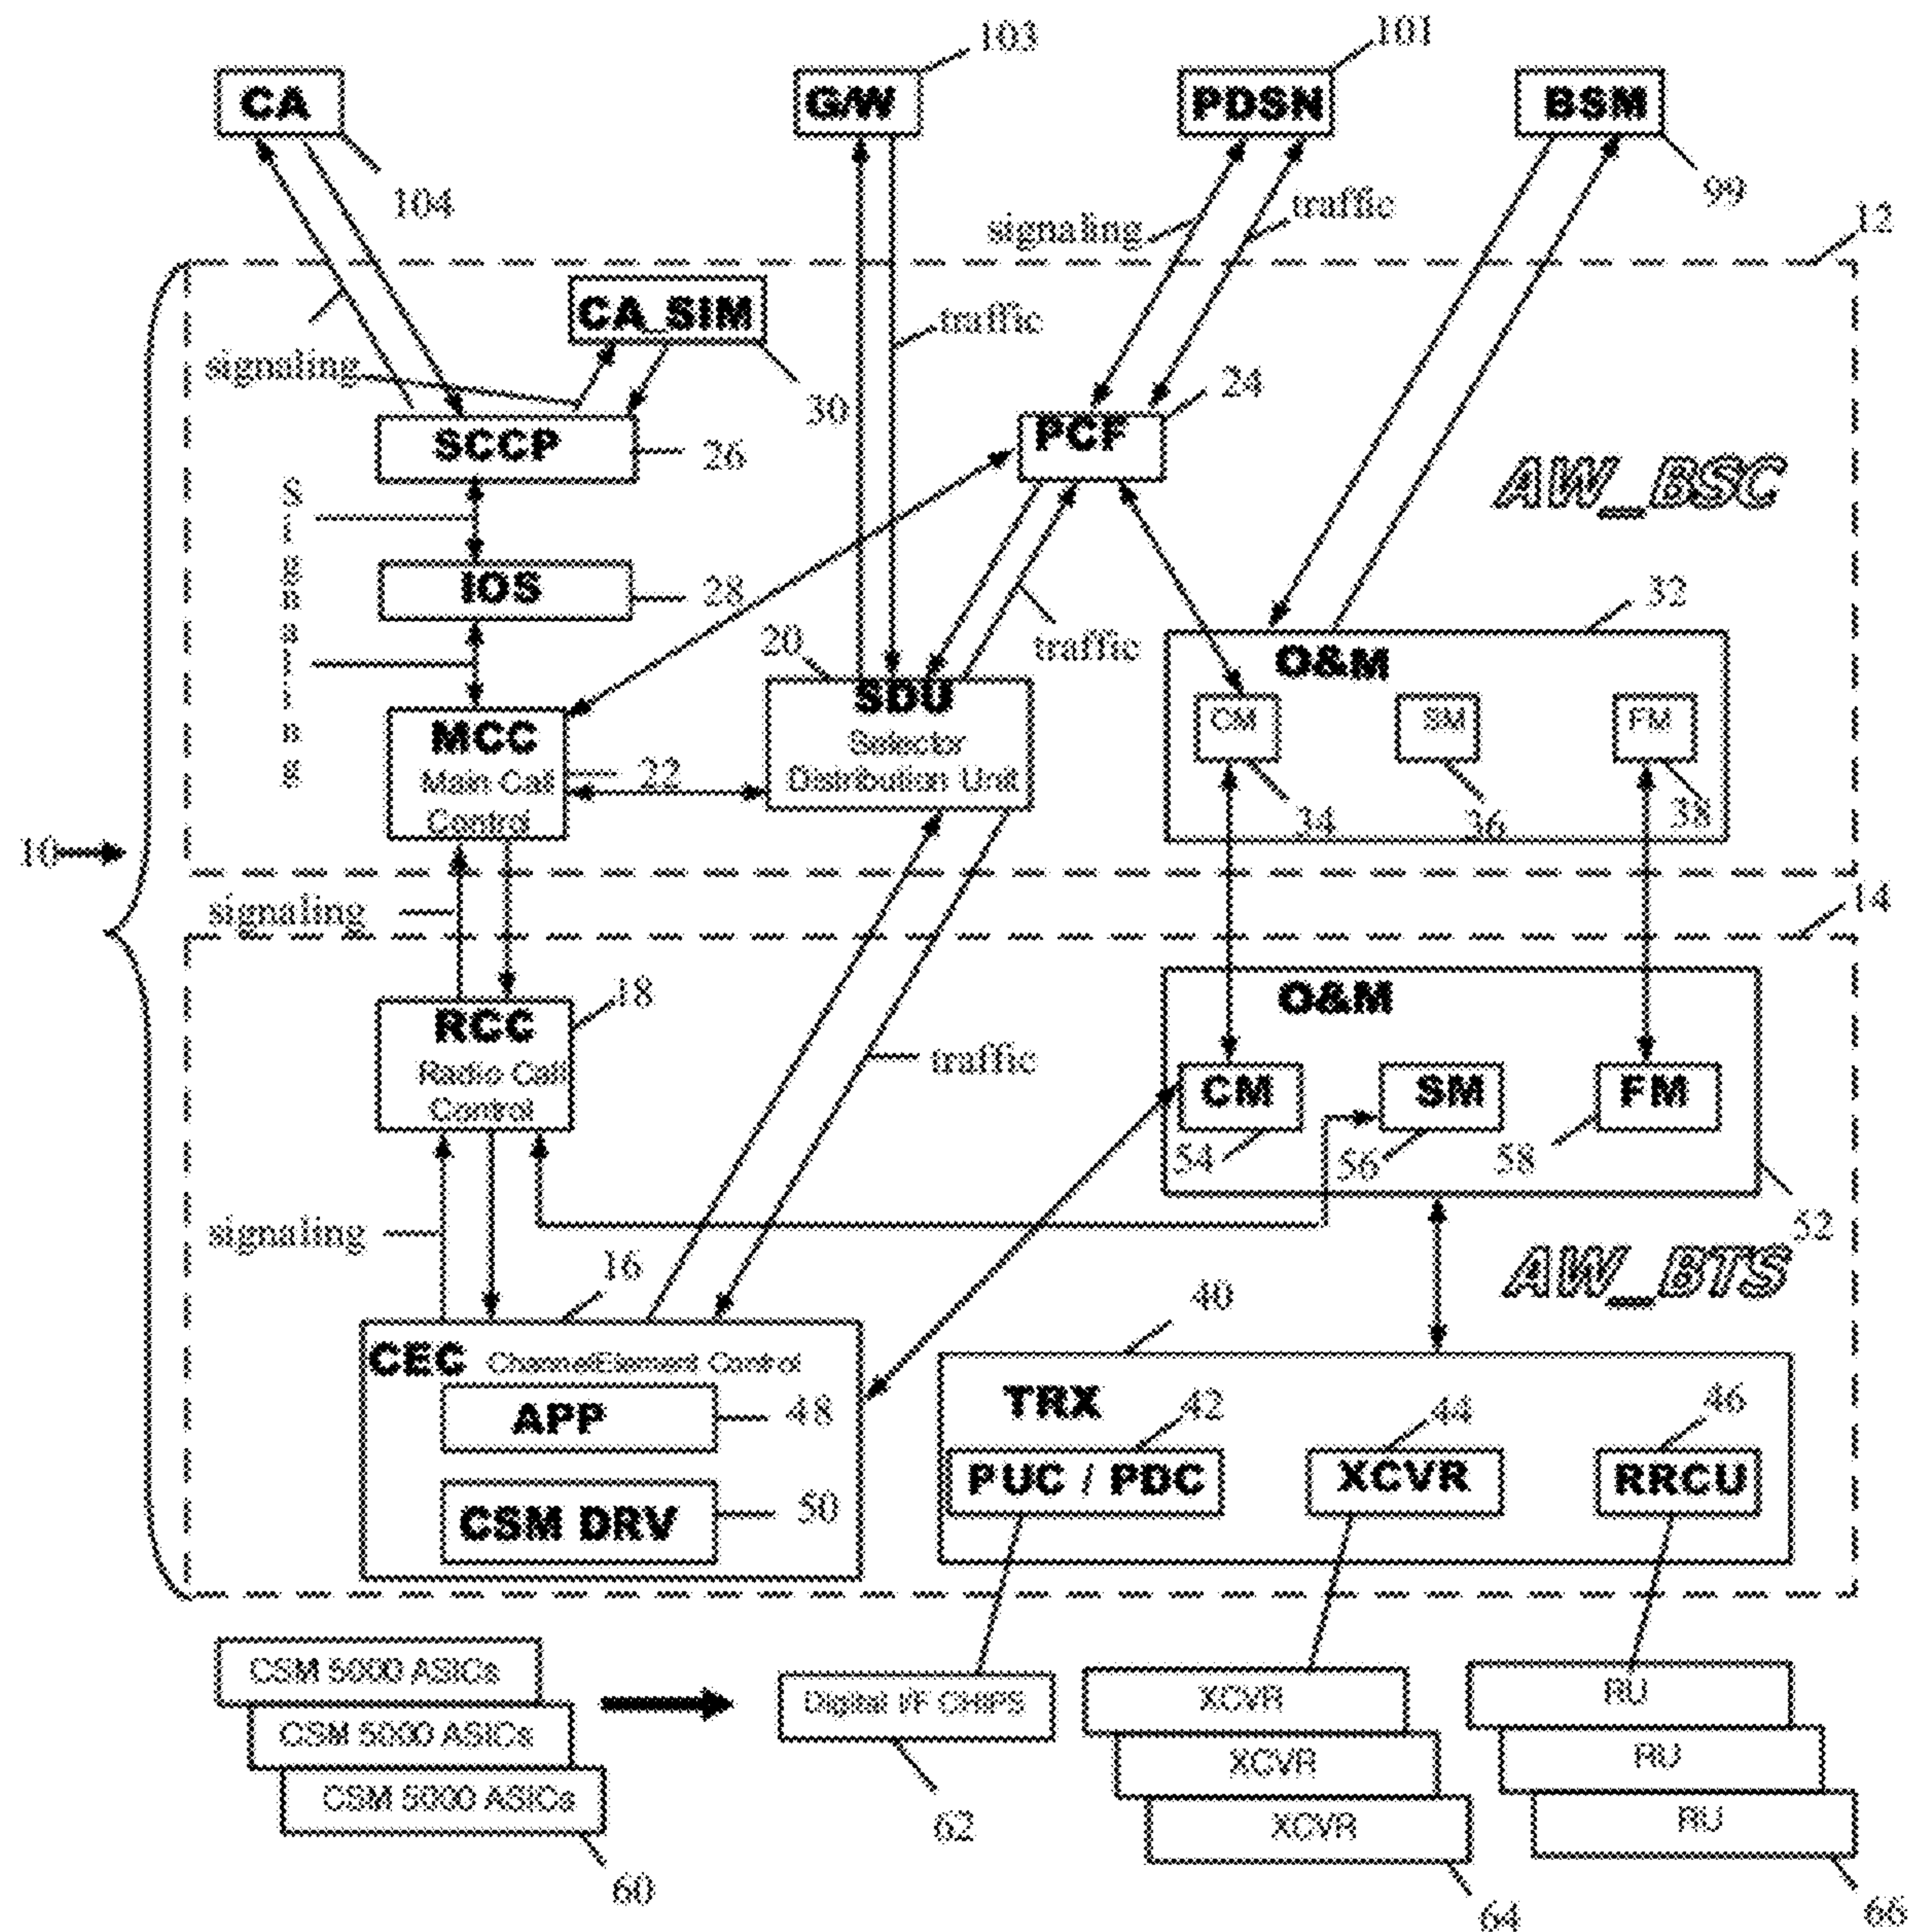 103
101
CA
G/W
PDSN
BSM
104
99
signaling
traffic
12
CA_SIM
traffic
signaling
30
24
SCCP
26
PCF
AW_BSC
Signaling
IOS
28
32
20
traffic
O&M
SDU
Selector
Distribution Unit
CM
SM
FM
MCC
Main Call
Control
22
34
36
38
10
signaling
14
18
O&M
RCC
Radio Call
Control
traffic
CM
SM
FM
54
56
58
signaling
52
16
AW_BTS
40
CEC ChannelElement Control
TRX
42
44
46
APP
48
PUC / PDC
XCVR
RRCU
CSM DRV
50
CSM 5000 ASICs
CSM 5000 ASICs
CSM 5000 ASICs
Digital I/F CHIPS
XCVR
XCVR
XCVR
RU
RU
RU
62
60
64
66